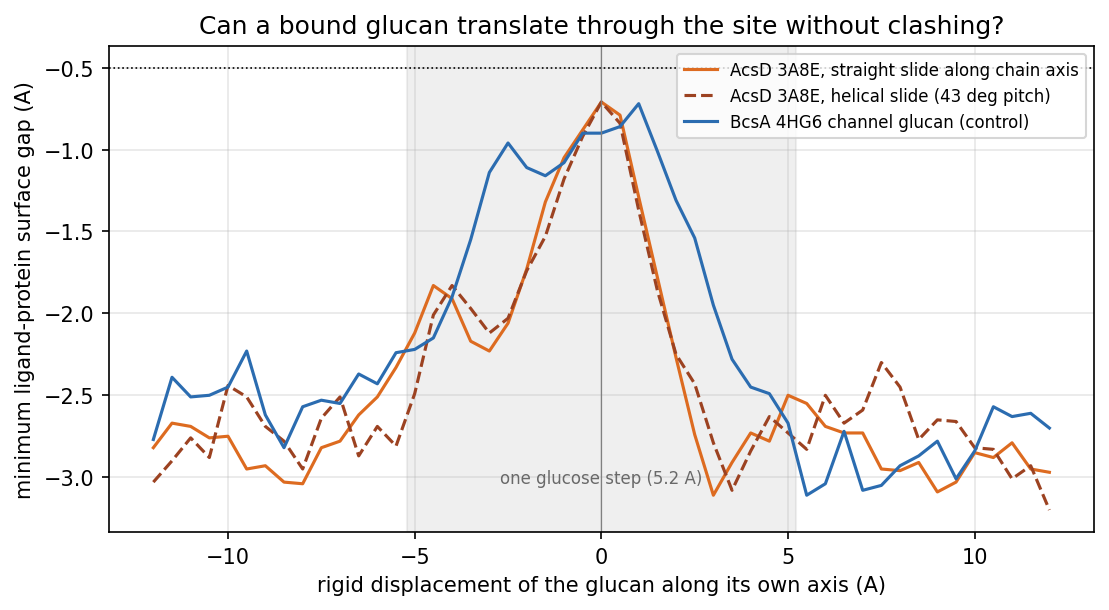 Can a bound glucan translate through the site without clashing?
minimum ligand-protein surface gap (A)
−0.5
−1.0
−1.5
−2.0
−2.5
−3.0
AcsD 3A8E, straight slide along chain axis
AcsD 3A8E, helical slide (43 deg pitch)
BcsA 4HG6 channel glucan (control)
one glucose step (5.2 A)
−10
−5
0
5
10
rigid displacement of the glucan along its own axis (A)